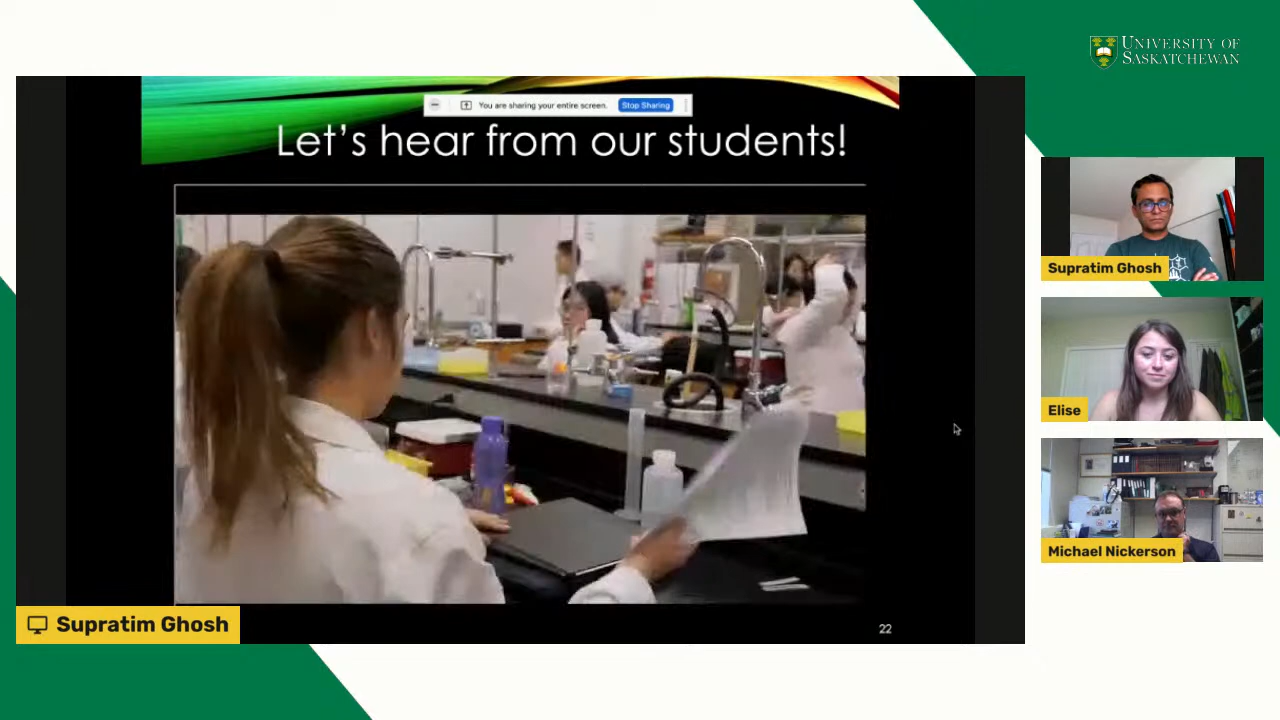 UNIVERSITY OF
SASKATCHEWAN
You are sharing your entire screen.
Stop Sharing
Let's hear from our students!
Supratim Ghosh
Elise
Michael Nickerson
Supratim Ghosh
22